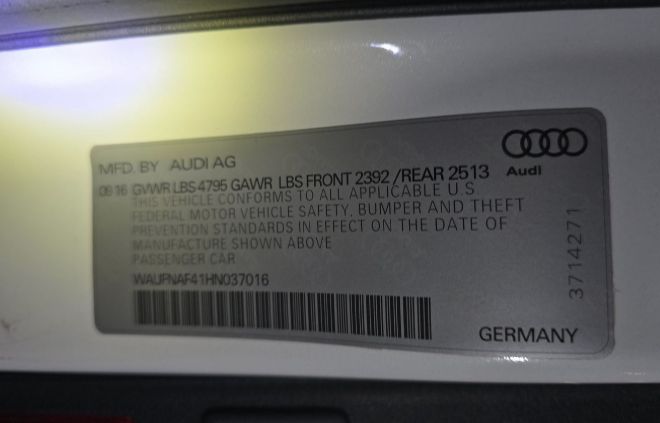 MFD. BY AUDI AG
Audi
08 16 GVWR LBS 4795 GAWR LBS FRONT 2392 / REAR 2513
THIS VEHICLE CONFORMS TO ALL APPLICABLE U S
FEDERAL MOTOR VEHICLE SAFETY, BUMPER AND THEFT
PREVENTION STANDARDS IN EFFECT ON THE DATE OF
MANUFACTURE SHOWN ABOVE
PASSENGER CAR
WAUPNAF41HN037016
3714271
GERMANY